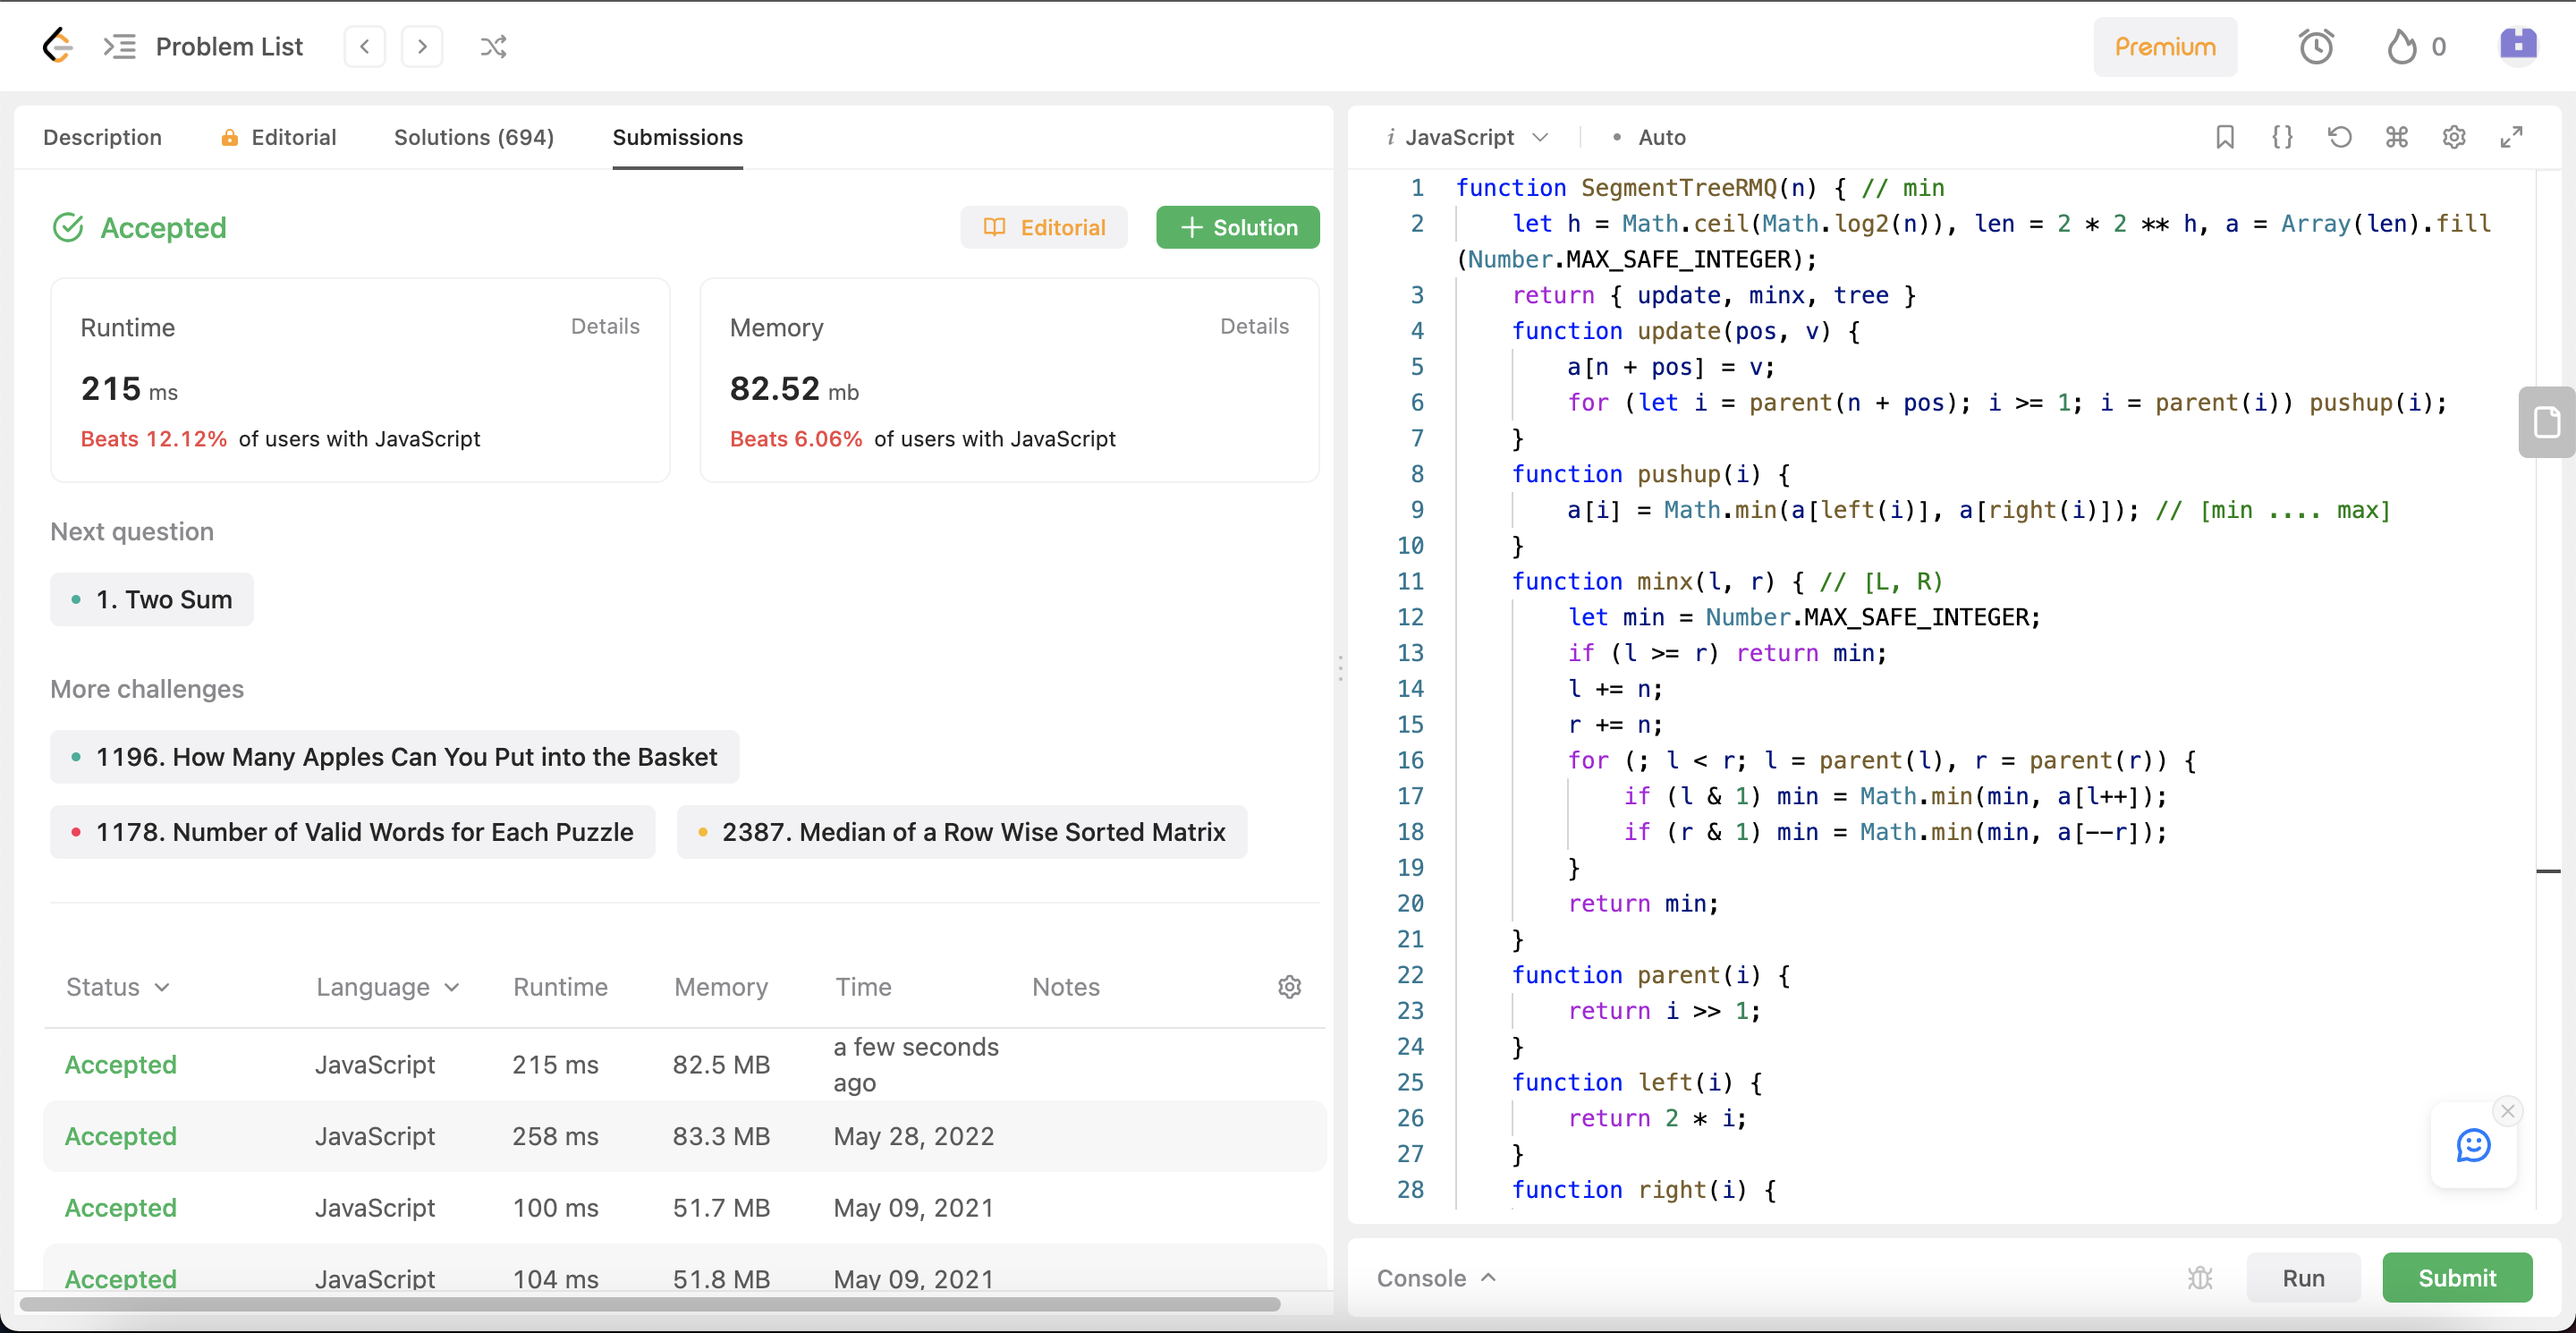 Problem List
Premium
0
Description
Editorial
Solutions (694)
Submissions
Accepted
Editorial
Solution
Runtime
Details
215 ms
Beats 12.12% of users with JavaScript
Memory
Details
82.52 mb
Beats 6.06% of users with JavaScript
Next question
1. Two Sum
More challenges
1196. How Many Apples Can You Put into the Basket
1178. Number of Valid Words for Each Puzzle
2387. Median of a Row Wise Sorted Matrix
Status Language Runtime Memory Time Notes
Accepted JavaScript 215 ms 82.5 MB a few seconds ago
Accepted JavaScript 258 ms 83.3 MB May 28, 2022
Accepted JavaScript 100 ms 51.7 MB May 09, 2021
Accepted JavaScript 104 ms 51.8 MB May 09, 2021
i JavaScript
Auto
1 function SegmentTreeRMQ(n) { // min
2 let h = Math.ceil(Math.log2(n)), len = 2 * 2 ** h, a = Array(len).fill
(Number.MAX_SAFE_INTEGER);
3 return { update, minx, tree }
4 function update(pos, v) {
5 a[n + pos] = v;
6 for (let i = parent(n + pos); i >= 1; i = parent(i)) pushup(i);
7 }
8 function pushup(i) {
9 a[i] = Math.min(a[left(i)], a[right(i)]); // [min .... max]
10 }
11 function minx(l, r) { // [L, R)
12 let min = Number.MAX_SAFE_INTEGER;
13 if (l >= r) return min;
14 l += n;
15 r += n;
16 for (; l < r; l = parent(l), r = parent(r)) {
17 if (l & 1) min = Math.min(min, a[l++]);
18 if (r & 1) min = Math.min(min, a[--r]);
19 }
20 return min;
21 }
22 function parent(i) {
23 return i >> 1;
24 }
25 function left(i) {
26 return 2 * i;
27 }
28 function right(i) {
Console
Run
Submit